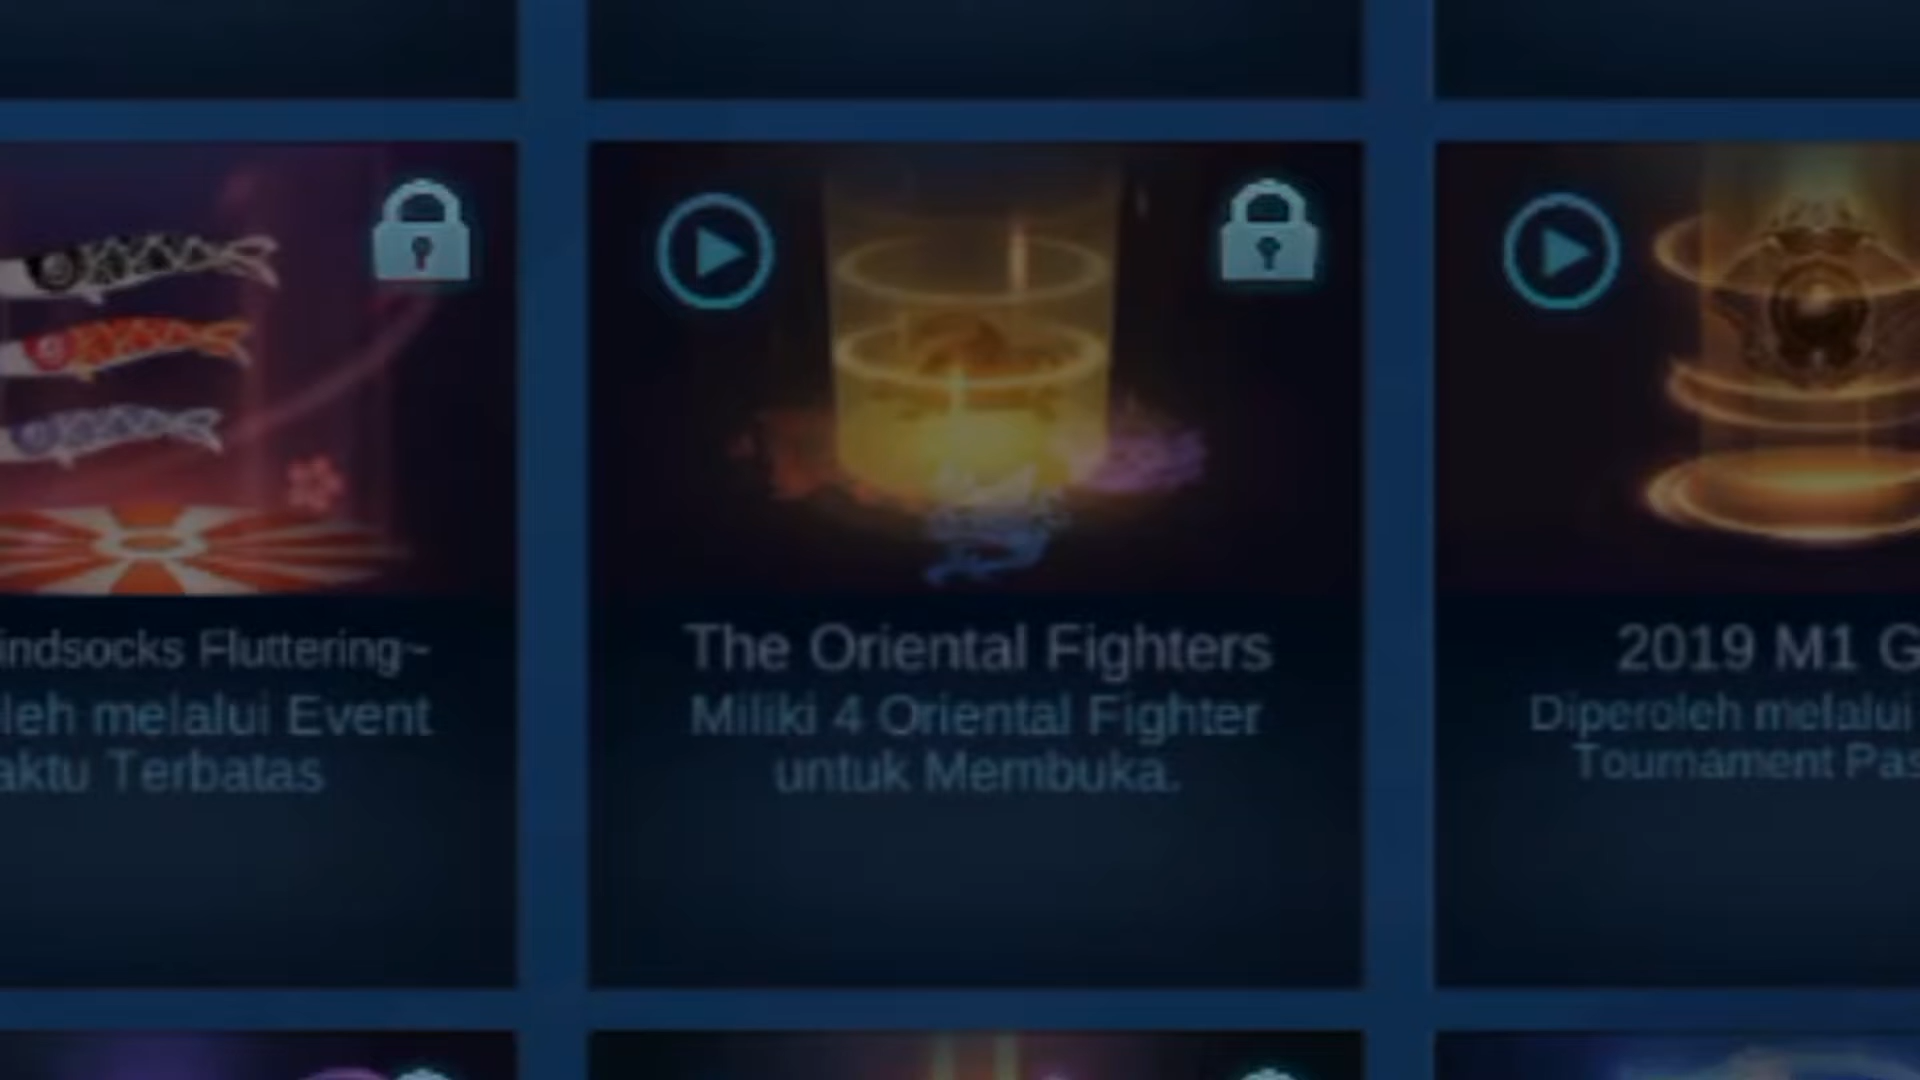 indsocks Fluttering~
leh melalui Event
aktu Terbatas
The Oriental Fighters
Miliki 4 Oriental Fighter
untuk Membuka.
2019 M1 G
Diperoleh melalui
Tournament Pas